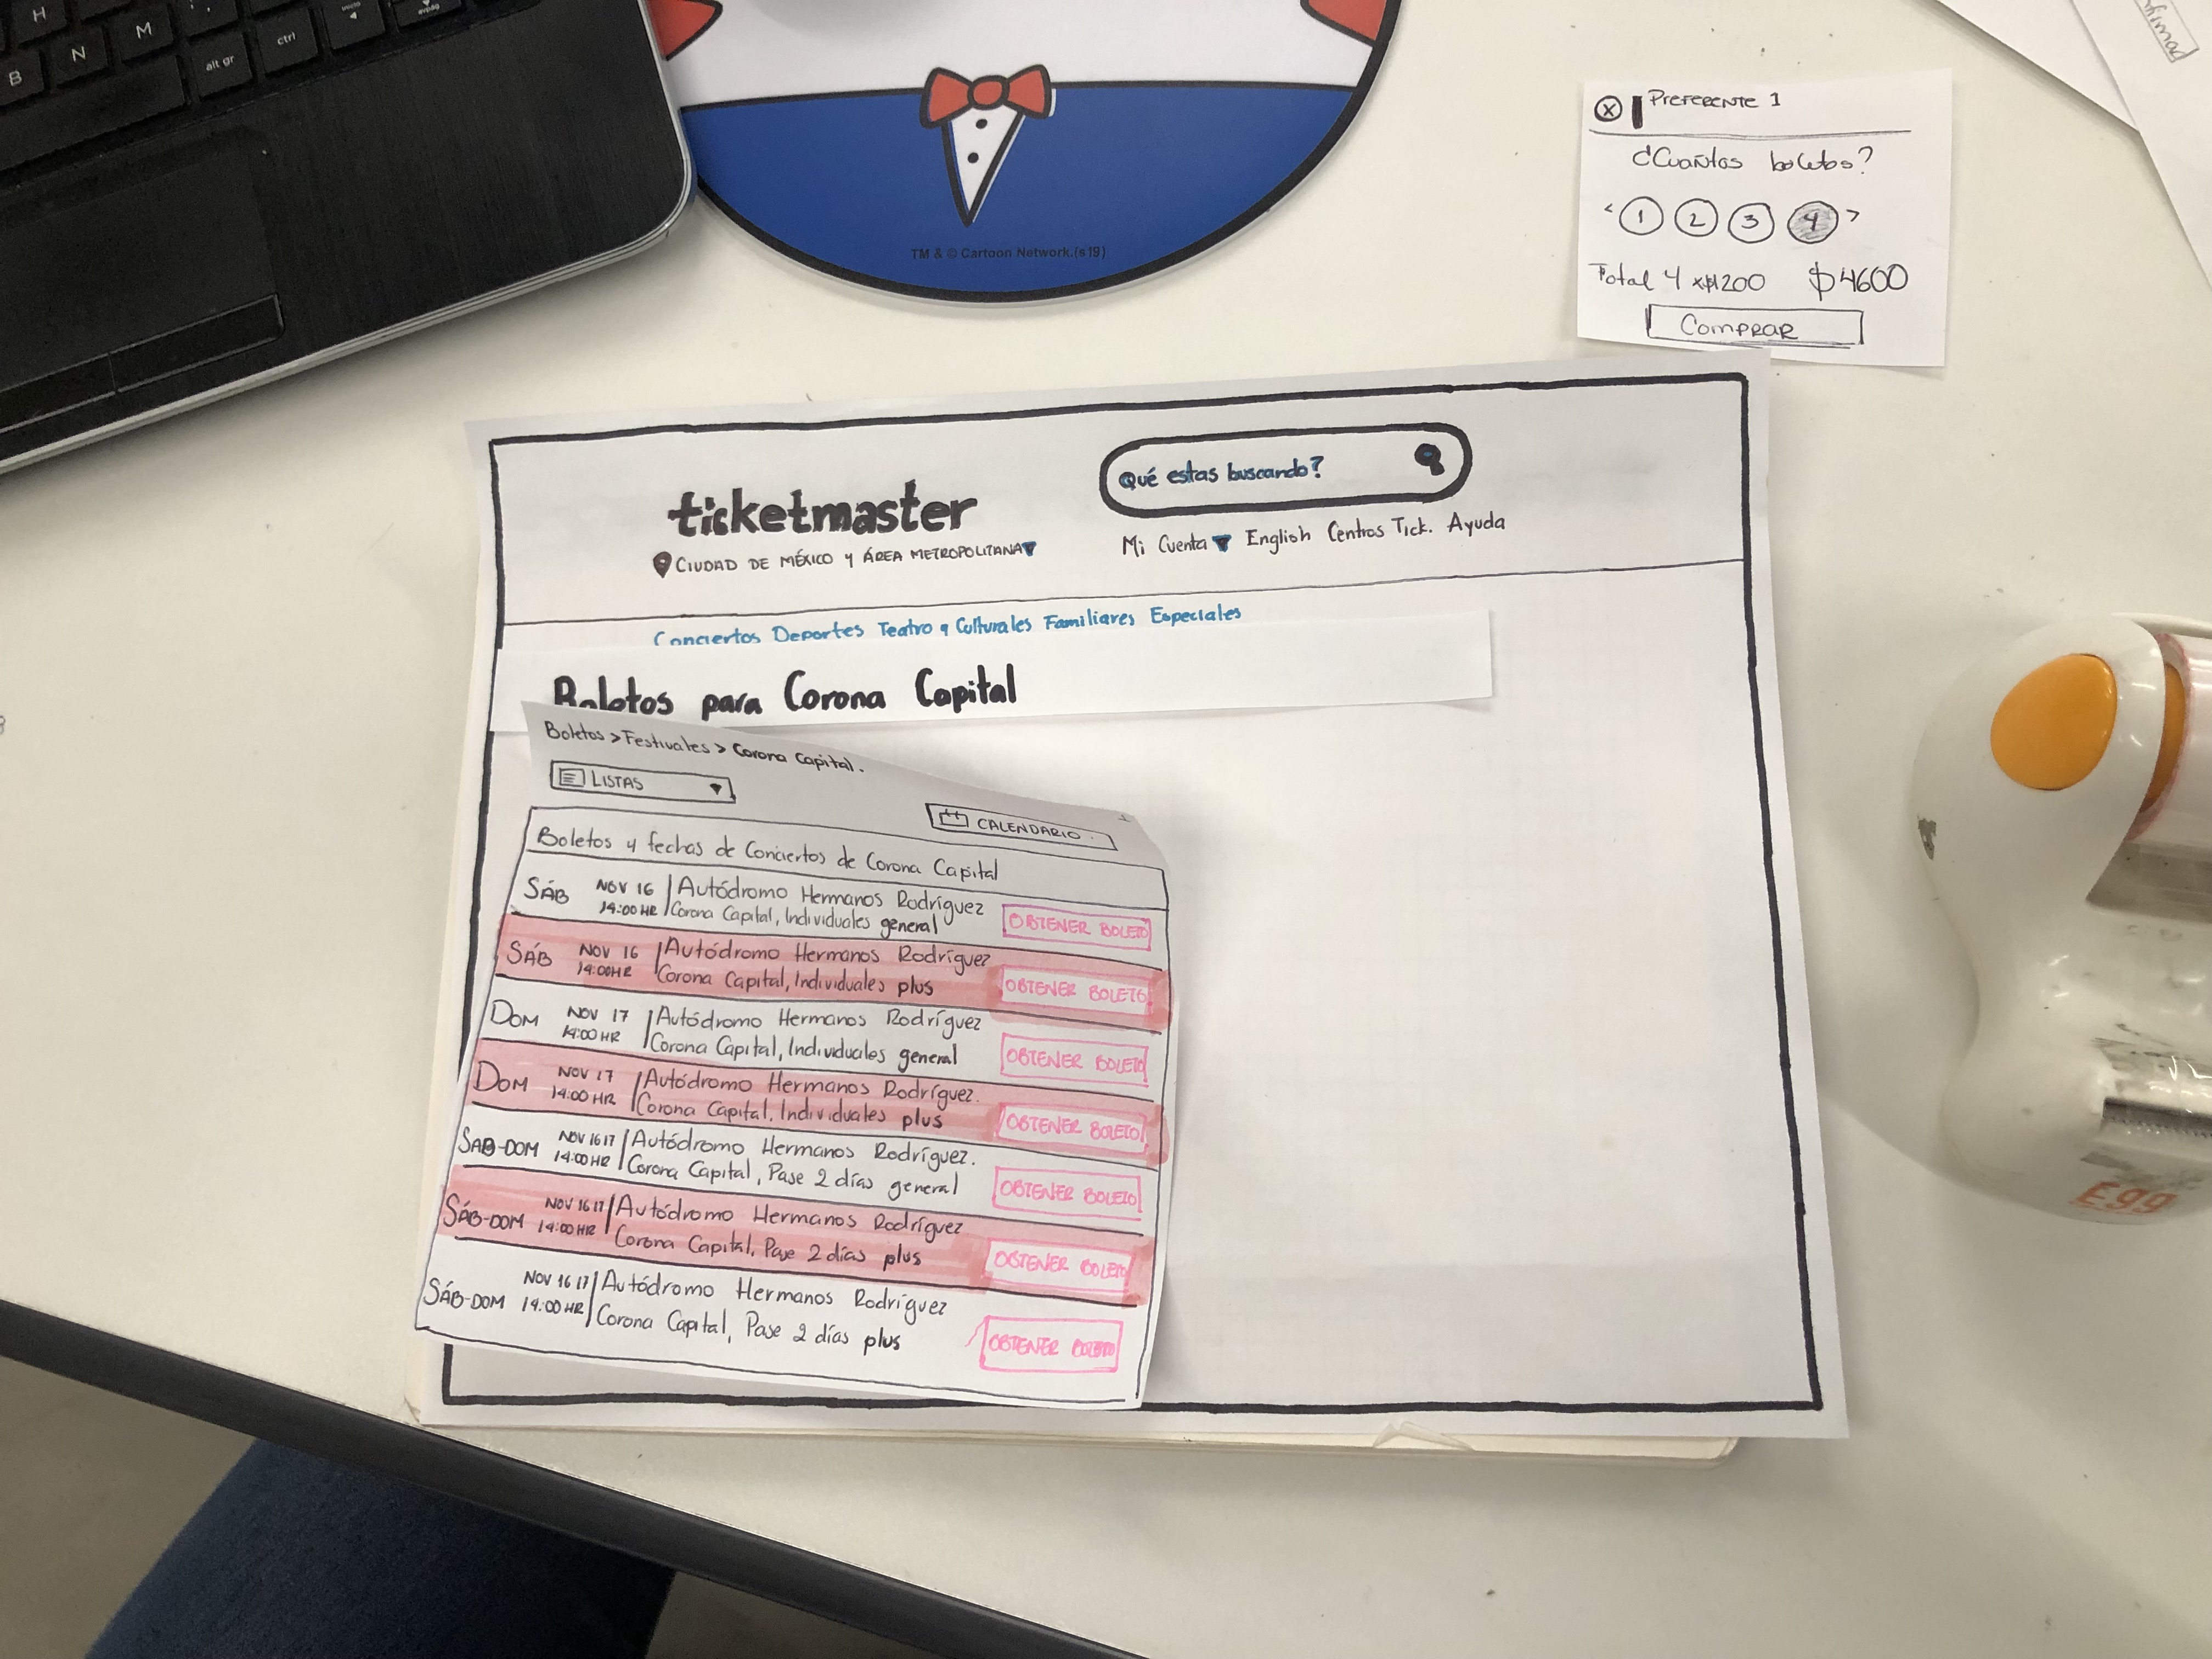 H
B N M
alt gr ctrl
TM & © Cartoon Network.(s19)
Preferente 1
¿Cuántos boletos?
< 1 2 3 4 >
Total 4 x $1200 $4600
Comprar
Qué estas buscando?
ticketmaster
CIUDAD DE MÉXICO Y ÁREA METROPOLITANA
Mi Cuenta English Centros Tick. Ayuda
Conciertos Deportes Teatro y Culturales Familiares Especiales
Boletos para Corona Capital
Boletos > Festivales > Corona Capital.
LISTAS
CALENDARIO
Boletos y fechas de Conciertos de Corona Capital
SÁB NOV 16 Autódromo Hermanos Rodríguez
14:00 HR Corona Capital, Individuales general OBTENER BOLETO
SÁB NOV 16 Autódromo Hermanos Rodríguez
14:00HR Corona Capital, Individuales plus OBTENER BOLETO
DOM NOV 17 Autódromo Hermanos Rodríguez
14:00 HR Corona Capital, Individuales general OBTENER BOLETO
DOM NOV 17 Autódromo Hermanos Rodríguez.
14:00 HR Corona Capital, Individuales plus OBTENER BOLETO
SAB-DOM NOV 16 17 Autódromo Hermanos Rodríguez.
14:00 HR Corona Capital, Pase 2 días general OBTENER BOLETO
SÁB-DOM NOV 16 17 Autódromo Hermanos Rodríguez
14:00 HR Corona Capital, Pase 2 días plus OBTENER BOLETO
SÁB-DOM NOV 16 17 Autódromo Hermanos Rodríguez
14:00 HR Corona Capital, Pase 2 días plus OBTENER BOLETO
E99